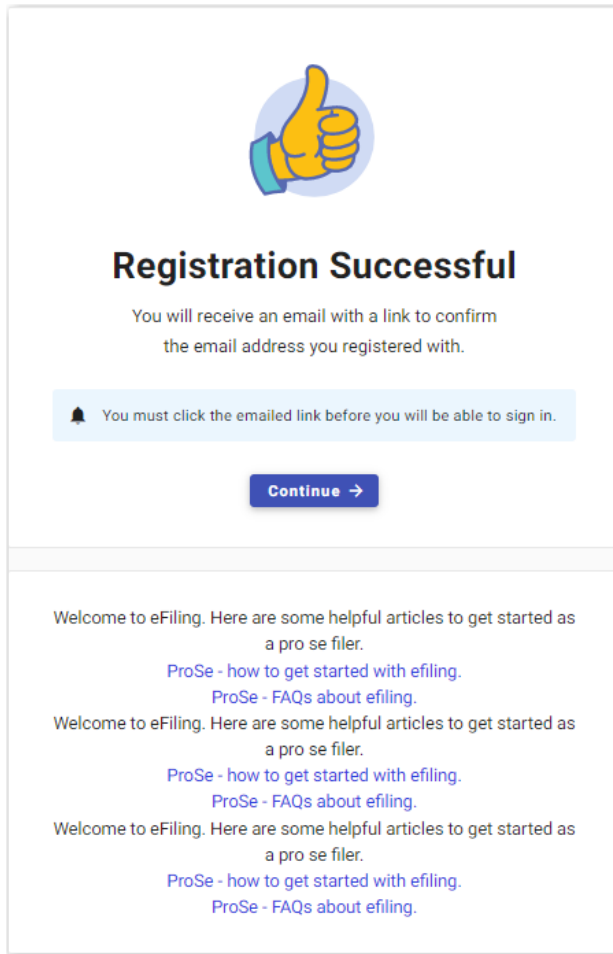 Registration Successful
You will receive an email with a link to confirm
the email address you registered with.
You must click the emailed link before you will be able to sign in.
Continue →
Welcome to eFiling. Here are some helpful articles to get started as
a pro se filer.
ProSe - how to get started with efiling.
ProSe - FAQs about efiling.
Welcome to eFiling. Here are some helpful articles to get started as
a pro se filer.
ProSe - how to get started with efiling.
ProSe - FAQs about efiling.
Welcome to eFiling. Here are some helpful articles to get started as
a pro se filer.
ProSe - how to get started with efiling.
ProSe - FAQs about efiling.